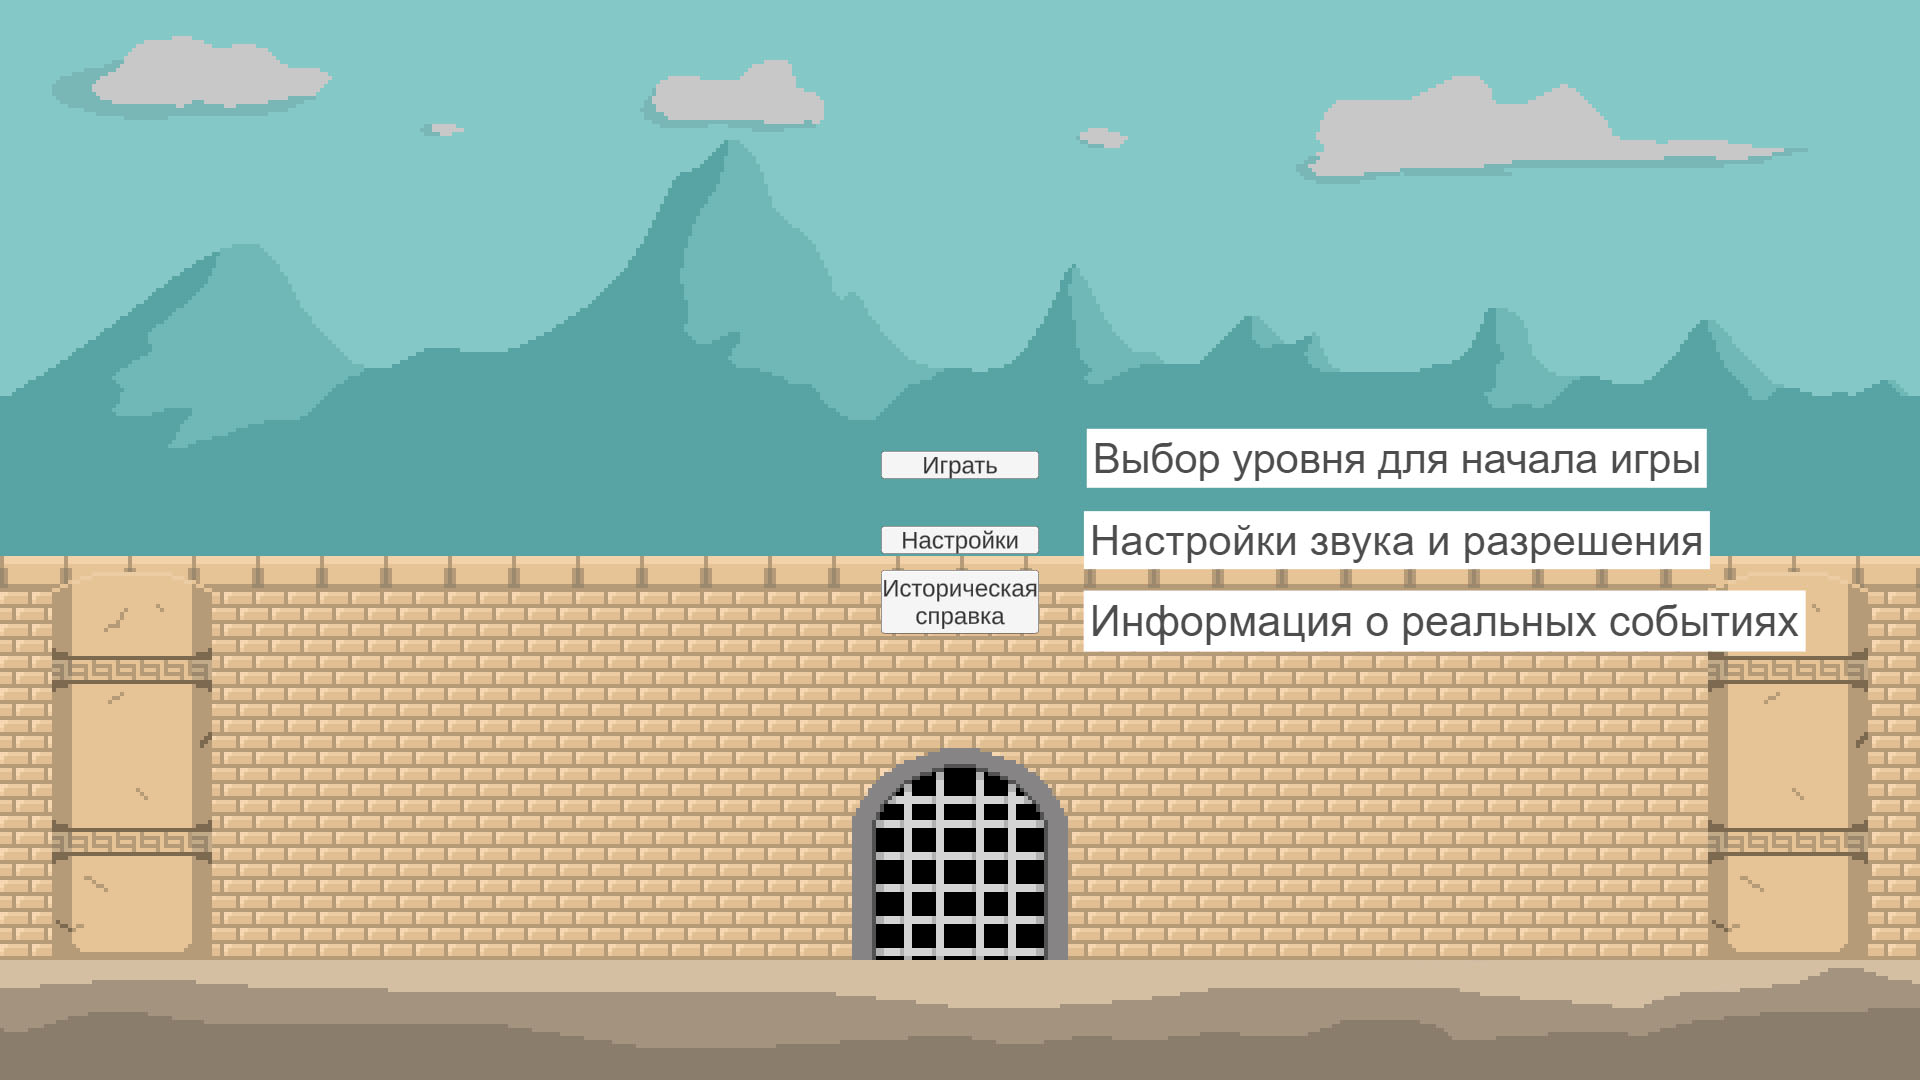 Играть
Выбор уровня для начала игры
Настройки
Настройки звука и разрешения
Историческая
справка
Информация о реальных событиях